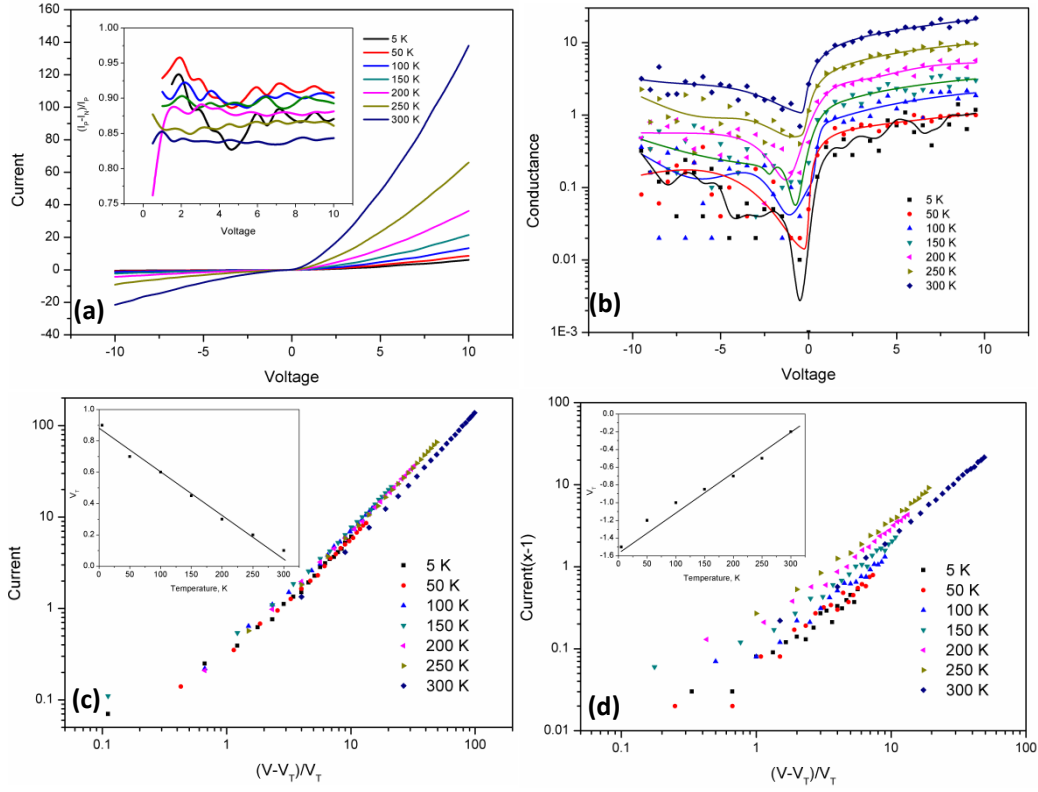 160
140
120
100
80
60
40
20
0
-20
-40
Current
-10
-5
0
5
10
Voltage
1.00
0.95
0.90
0.85
0.80
0.75
(I_P-I_N)/I_P
0
2
4
6
8
10
Voltage
5 K
50 K
100 K
150 K
200 K
250 K
300 K
(a)
10
1
0.1
0.01
1E-3
Conductance
-10
-5
0
5
10
Voltage
5 K
50 K
100 K
150 K
200 K
250 K
300 K
(b)
100
10
1
0.1
Current
0.1
1
10
100
(V-V_T)/V_T
1.0
0.8
0.6
0.4
0.2
0.0
V_T
0
50
100
150
200
250
300
Temperature, K
5 K
50 K
100 K
150 K
200 K
250 K
300 K
(c)
100
10
1
0.1
0.01
Current(x-1)
0.1
1
10
100
(V-V_T)/V_T
0.0
-0.2
-0.4
-0.6
-0.8
-1.0
-1.2
-1.4
-1.6
V_T
0
50
100
150
200
250
300
Temperature, K
5 K
50 K
100 K
150 K
200 K
250 K
300 K
(d)